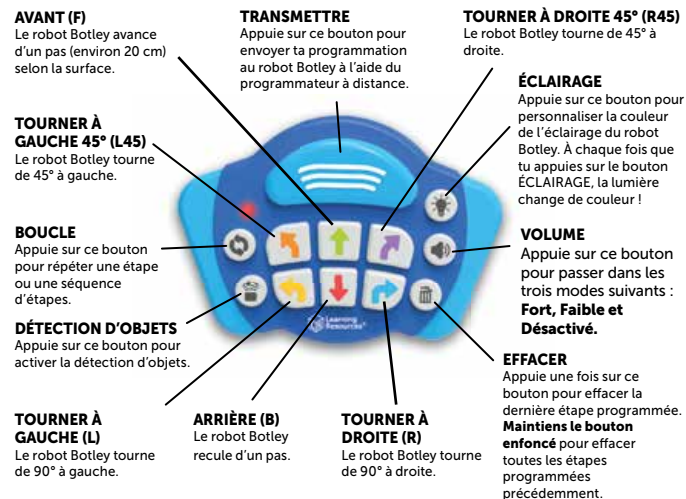 AVANT (F)
Le robot Botley avance
d'un pas (environ 20 cm)
selon la surface.
TRANSMETTRE
Appuie sur ce bouton pour
envoyer ta programmation
au robot Botley à l'aide du
programmateur à distance.
TOURNER À DROITE 45° (R45)
Le robot Botley tourne de 45° à
droite.
ÉCLAIRAGE
Appuie sur ce bouton pour
personnaliser la couleur
de l'éclairage du robot
Botley. À chaque fois que
tu appuies sur le bouton
ÉCLAIRAGE, la lumière
change de couleur !
TOURNER À
GAUCHE 45° (L45)
Le robot Botley tourne
de 45° à gauche.
BOUCLE
Appuie sur ce bouton
pour répéter une étape
ou une séquence
d'étapes.
VOLUME
Appuie sur ce bouton
pour passer dans les
trois modes suivants :
Fort, Faible et
Désactivé.
DÉTECTION D'OBJETS
Appuie sur ce bouton pour
activer la détection d'objets.
Learning
Resources®
EFFACER
Appuie une fois sur ce
bouton pour effacer la
dernière étape programmée.
Maintiens le bouton
enfoncé pour effacer
toutes les étapes
programmées
précédemment.
TOURNER À
GAUCHE (L)
Le robot Botley tourne
de 90° à gauche.
ARRIÈRE (B)
Le robot Botley
recule d'un pas.
TOURNER À
DROITE (R)
Le robot Botley tourne
de 90° à droite.